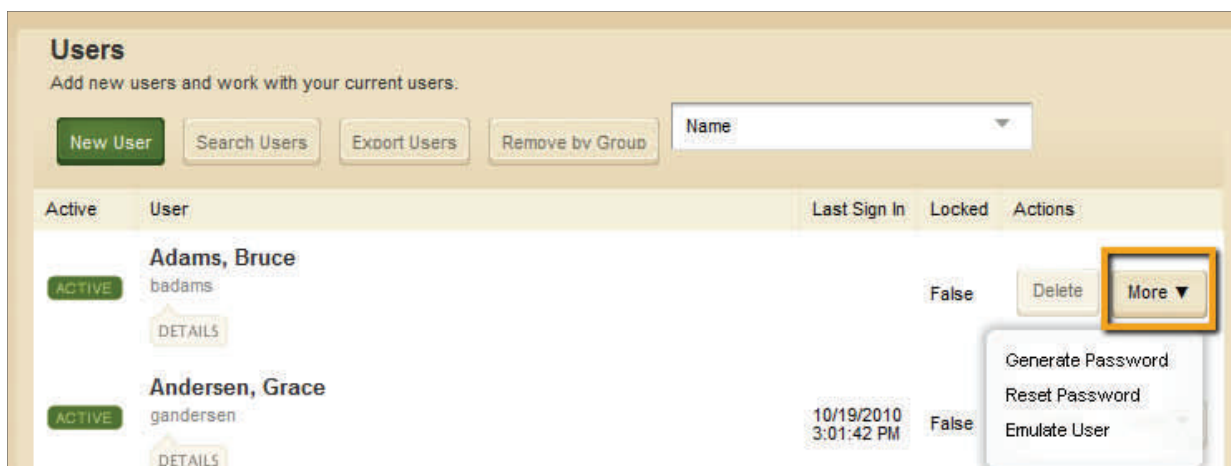 Users
Add new users and work with your current users.
New User Search Users Export Users Remove by Group Name
Active User Last Sign In Locked Actions
Adams, Bruce
ACTIVE badams False Delete More ▼
DETAILS
Generate Password
Andersen, Grace
Reset Password
ACTIVE gandersen 10/19/2010 False
3:01:42 PM
Emulate User
DETAILS